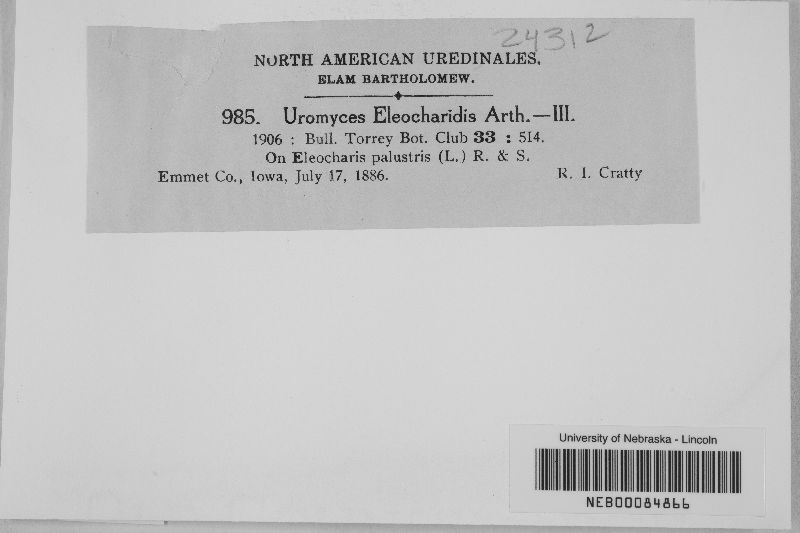 24312
NORTH AMERICAN UREDINALES.
ELAM BARTHOLOMEW.
985. Uromyces Eleocharidis Arth.—III.
1906 : Bull. Torrey Bot. Club 33 : 514.
On Eleocharis palustris (L.) R. & S.
Emmet Co., Iowa, July 17, 1886. R. I. Cratty
University of Nebraska - Lincoln
NEB00084866